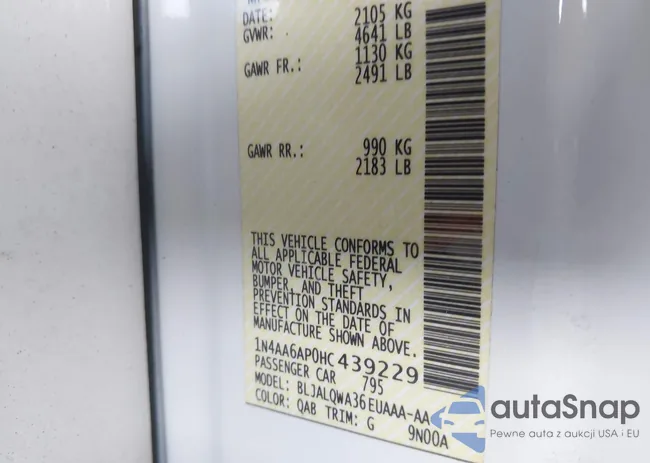 DATE: 2105 KG
GVWR: 4641 LB
1130 KG
GAWR FR.: 2491 LB
990 KG
GAWR RR.: 2183 LB
THIS VEHICLE CONFORMS TO
ALL APPLICABLE FEDERAL
MOTOR VEHICLE SAFETY,
BUMPER, AND THEFT
PREVENTION STANDARDS IN
EFFECT ON THE DATE OF
MANUFACTURE SHOWN ABOVE.
1N4AA6AP0HC439229
PASSENGER CAR 795
MODEL: BLJALQWA36EUAAA-AA
COLOR: QAB TRIM: G 9N00A
autaSnap
Pewne auta z aukcji USA i EU